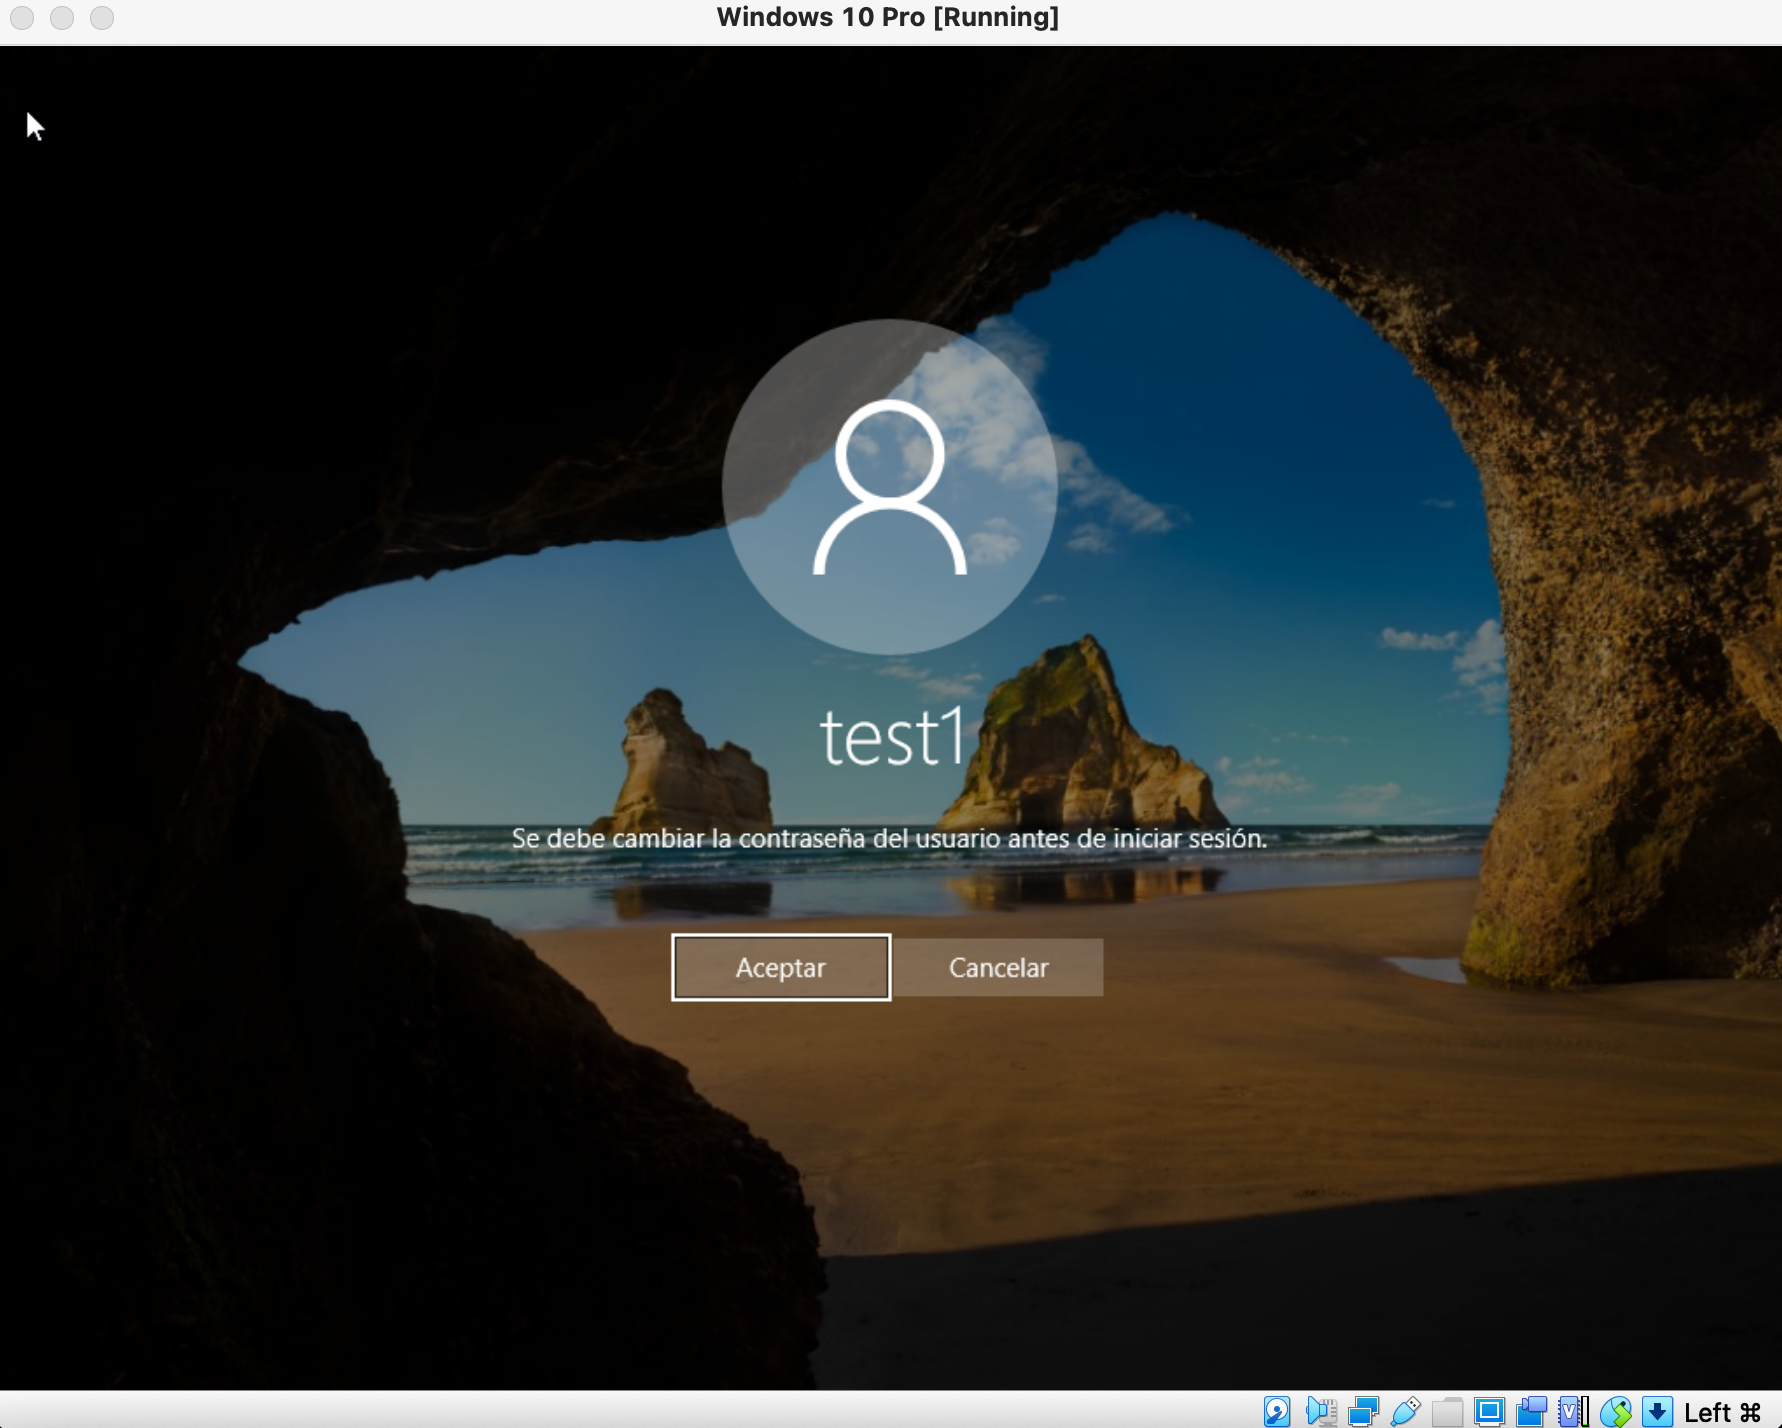 Windows 10 Pro [Running]
test1
Se debe cambiar la contraseña del usuario antes de iniciar sesión.
Aceptar
Cancelar
Left ⌘